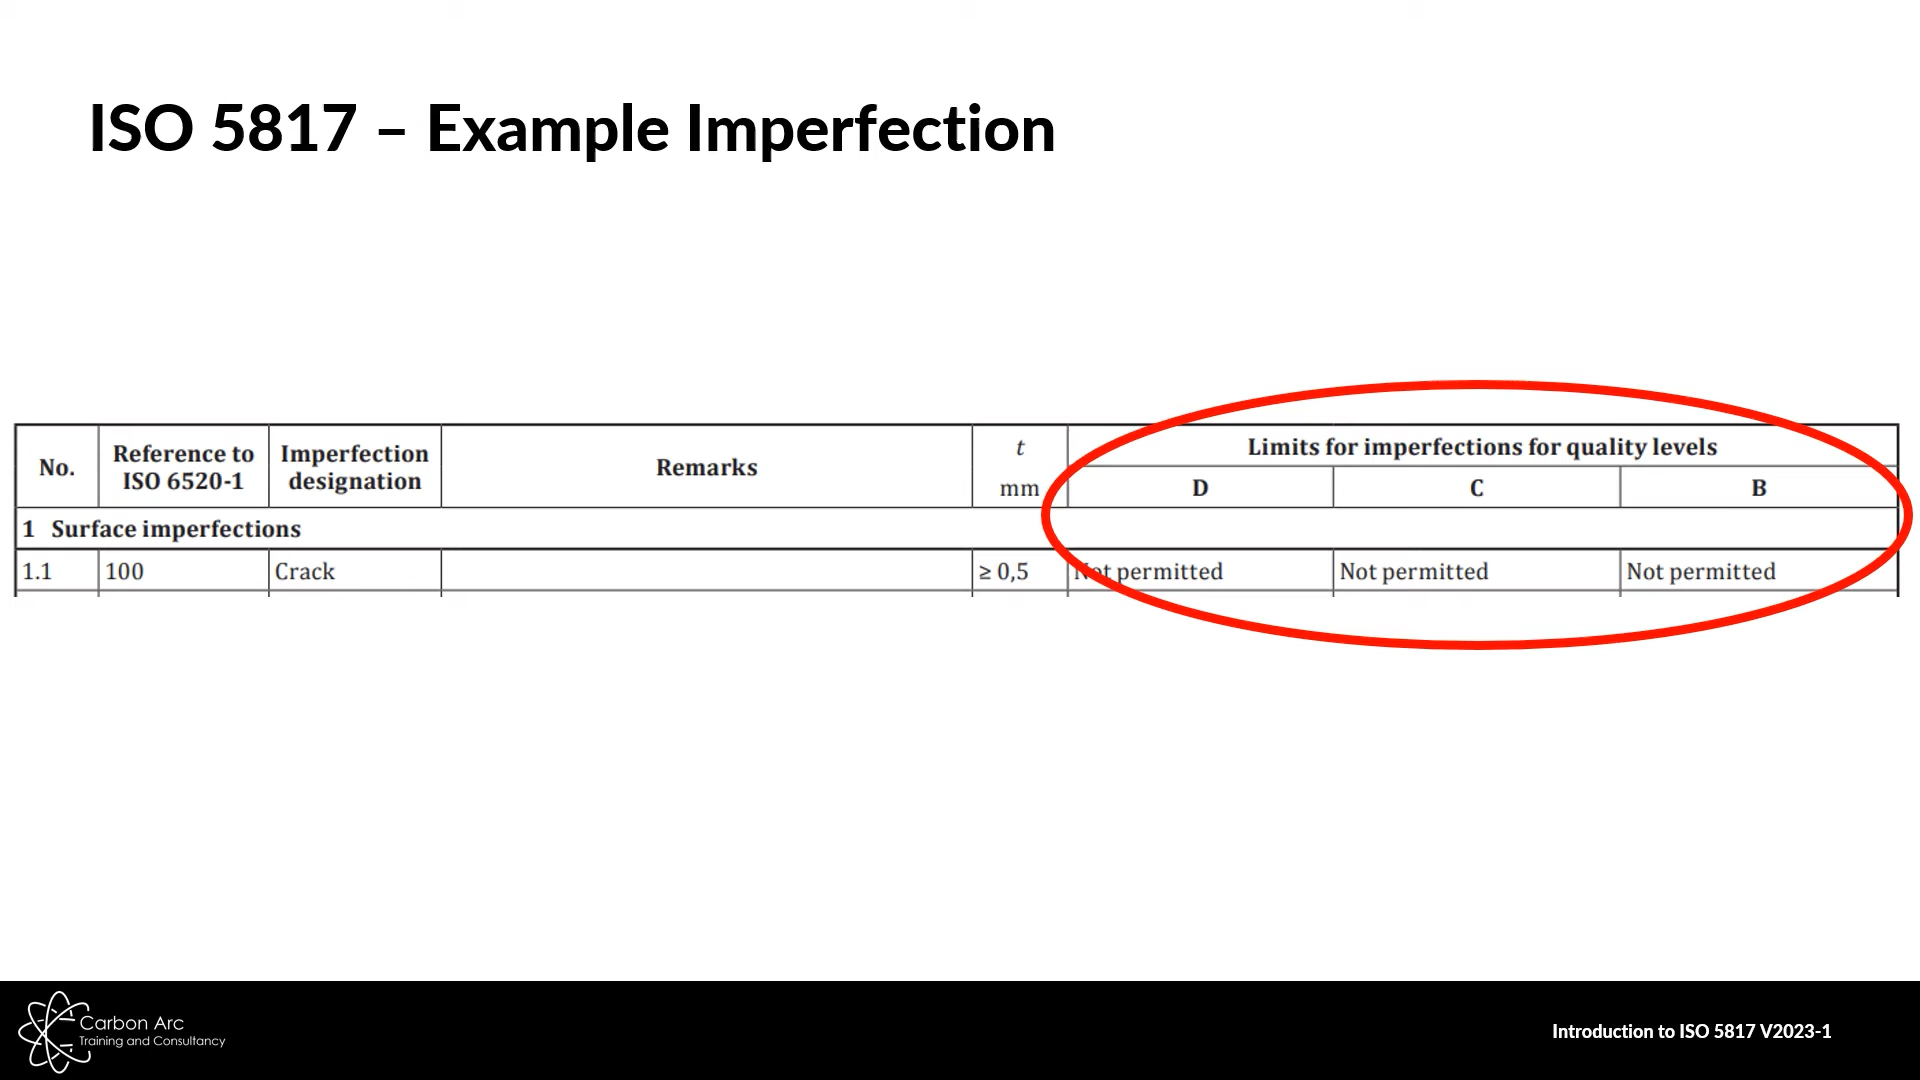 ISO 5817 – Example Imperfection
No. Reference to ISO 6520-1 Imperfection designation Remarks t mm Limits for imperfections for quality levels
D C B
1 Surface imperfections
1.1 100 Crack ≥ 0,5 Not permitted Not permitted Not permitted
Carbon Arc
Training and Consultancy
Introduction to ISO 5817 V2023-1